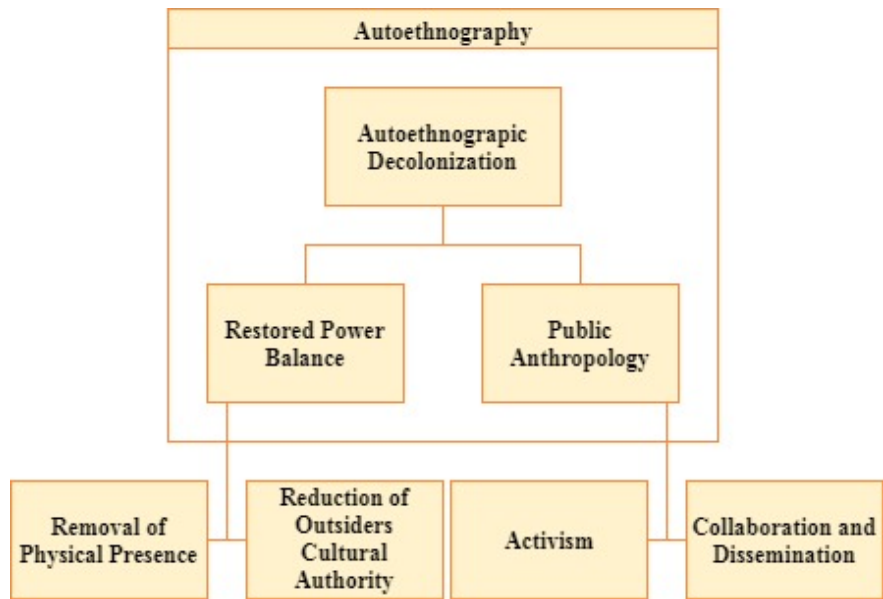 Autoethnography
Autoethnograpic
Decolonization
Restored Power
Balance
Public
Anthropology
Removal of
Physical Presence
Reduction of
Outsiders
Cultural
Authority
Activism
Collaboration and
Dissemination